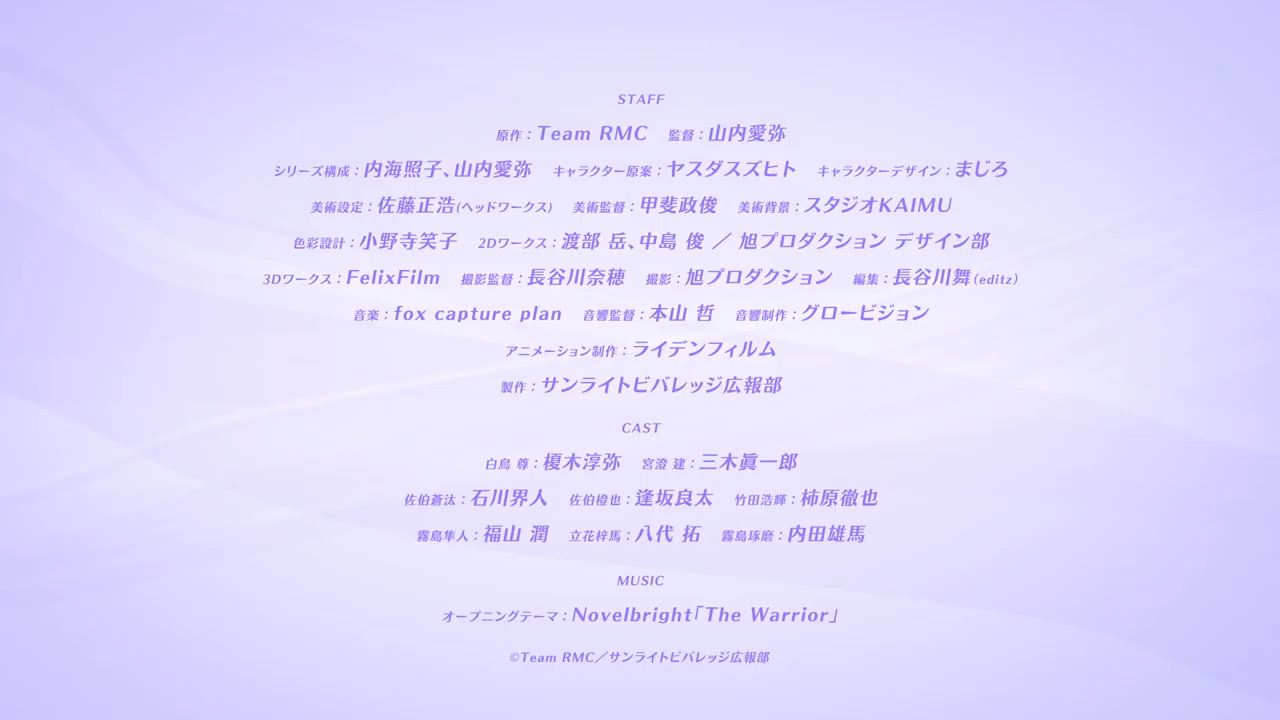 STAFF
原作：Team RMC　監督：山内愛弥
シリーズ構成：内海照子、山内愛弥　キャラクター原案：ヤスダスズヒト　キャラクターデザイン：まじろ
美術設定：佐藤正浩(ヘッドワークス)　美術監督：甲斐政俊　美術背景：スタジオKAIMU
色彩設計：小野寺笑子　2Dワークス：渡部 岳、中島 俊 ／ 旭プロダクション デザイン部
3Dワークス：FelixFilm　撮影監督：長谷川奈穂　撮影：旭プロダクション　編集：長谷川舞(editz)
音楽：fox capture plan　音響監督：本山 哲　音響制作：グロービジョン
アニメーション制作：ライデンフィルム
製作：サンライトビバレッジ広報部
CAST
白鳥 尊：榎木淳弥　宮澄 建：三木眞一郎
佐伯蒼汰：石川界人　佐伯橙也：逢坂良太　竹田浩輝：柿原徹也
霧島隼人：福山 潤　立花梓馬：八代 拓　霧島琢磨：内田雄馬
MUSIC
オープニングテーマ：Novelbright「The Warrior」
©Team RMC／サンライトビバレッジ広報部